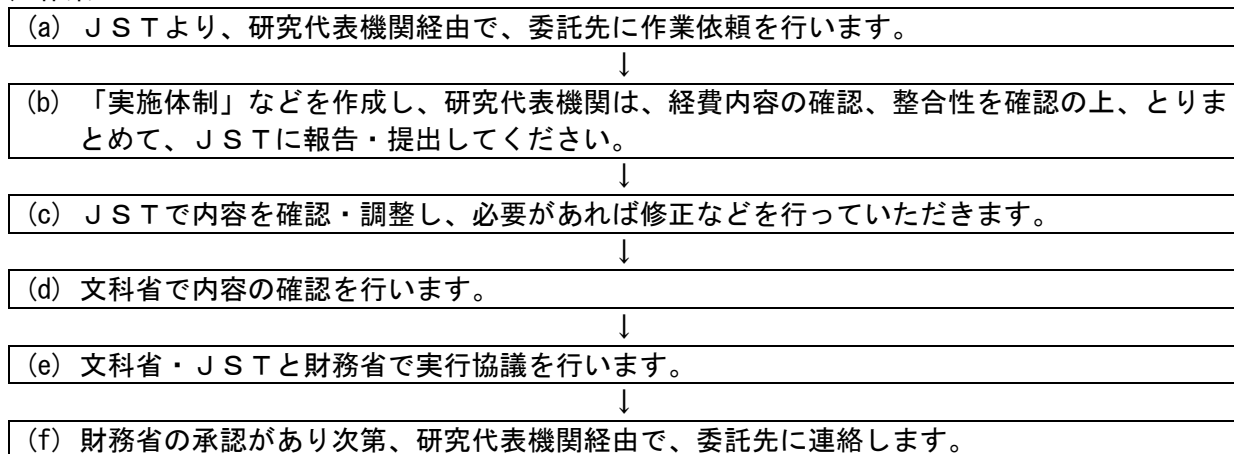 (a) ＪＳＴより、研究代表機関経由で、委託先に作業依頼を行います。
↓
(b) 「実施体制」などを作成し、研究代表機関は、経費内容の確認、整合性を確認の上、とりま
とめて、ＪＳＴに報告・提出してください。
↓
(c) ＪＳＴで内容を確認・調整し、必要があれば修正などを行っていただきます。
↓
(d) 文科省で内容の確認を行います。
↓
(e) 文科省・ＪＳＴと財務省で実行協議を行います。
↓
(f) 財務省の承認があり次第、研究代表機関経由で、委託先に連絡します。